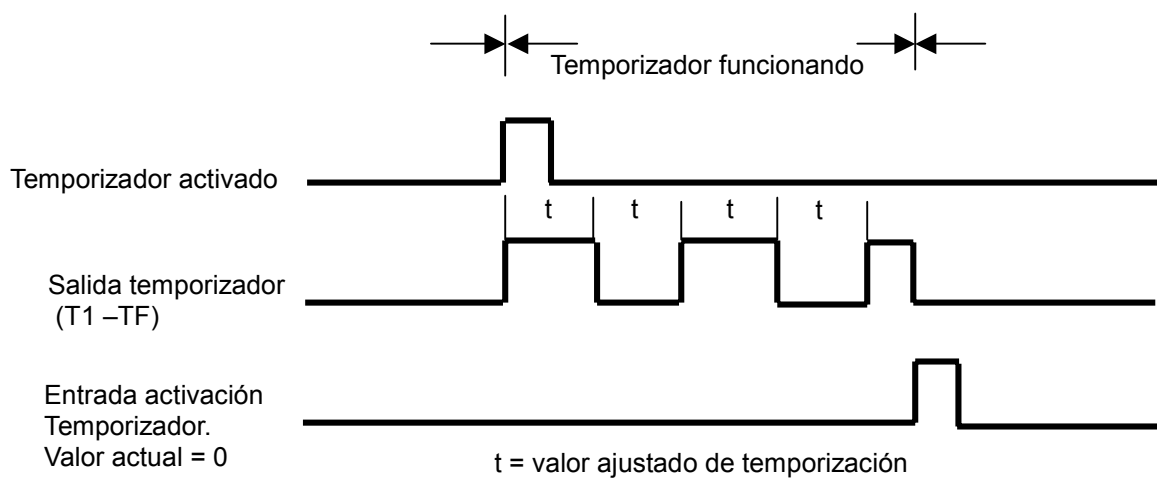 Temporizador funcionando
Temporizador activado
t t t t
Salida temporizador
(T1 –TF)
Entrada activación
Temporizador.
Valor actual = 0
t = valor ajustado de temporización